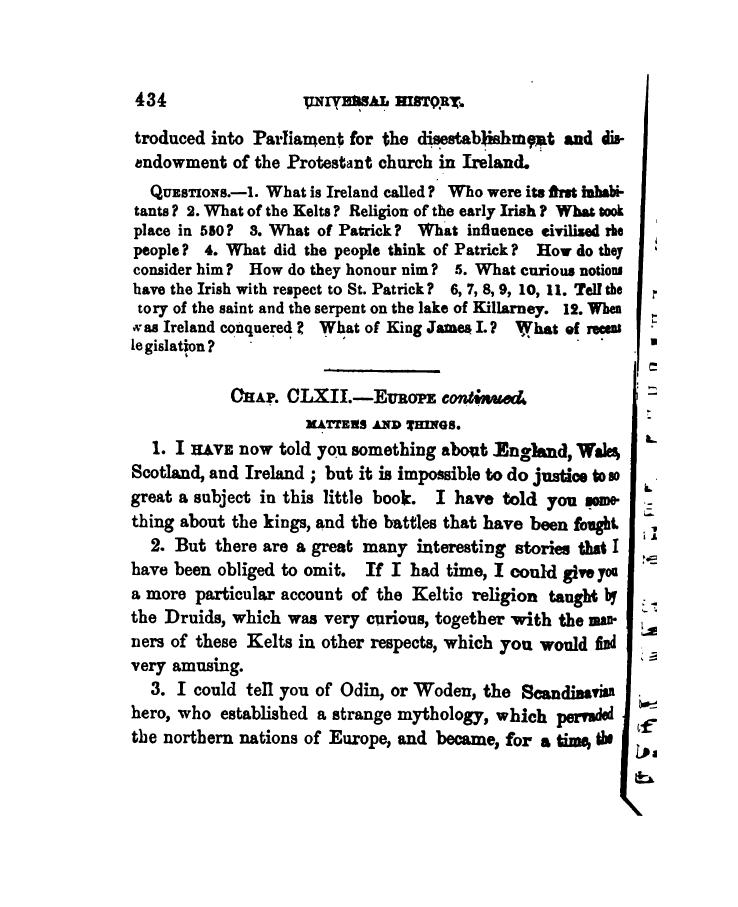 434 UNIVERSAL HISTORY.
troduced into Parliament for the disestablishment and dis-
endowment of the Protestant church in Ireland.
QUESTIONS.—1. What is Ireland called? Who were its first inhabi-
tants? 2. What of the Kelts? Religion of the early Irish? What took
place in 550? 3. What of Patrick? What influence civilised the
people? 4. What did the people think of Patrick? How do they
consider him? How do they honour nim? 5. What curious notions
have the Irish with respect to St. Patrick? 6, 7, 8, 9, 10, 11. Tell the
tory of the saint and the serpent on the lake of Killarney. 12. When
was Ireland conquered? What of King James I.? What of recent
legislation?
CHAP. CLXII.—EUROPE continued.
MATTERS AND THINGS.
1. I HAVE now told you something about England, Wales,
Scotland, and Ireland; but it is impossible to do justice to so
great a subject in this little book. I have told you some-
thing about the kings, and the battles that have been fought.
2. But there are a great many interesting stories that I
have been obliged to omit. If I had time, I could give you
a more particular account of the Keltic religion taught by
the Druids, which was very curious, together with the man-
ners of these Kelts in other respects, which you would find
very amusing.
3. I could tell you of Odin, or Woden, the Scandinavian
hero, who established a strange mythology, which pervaded
the northern nations of Europe, and became, for a time, the